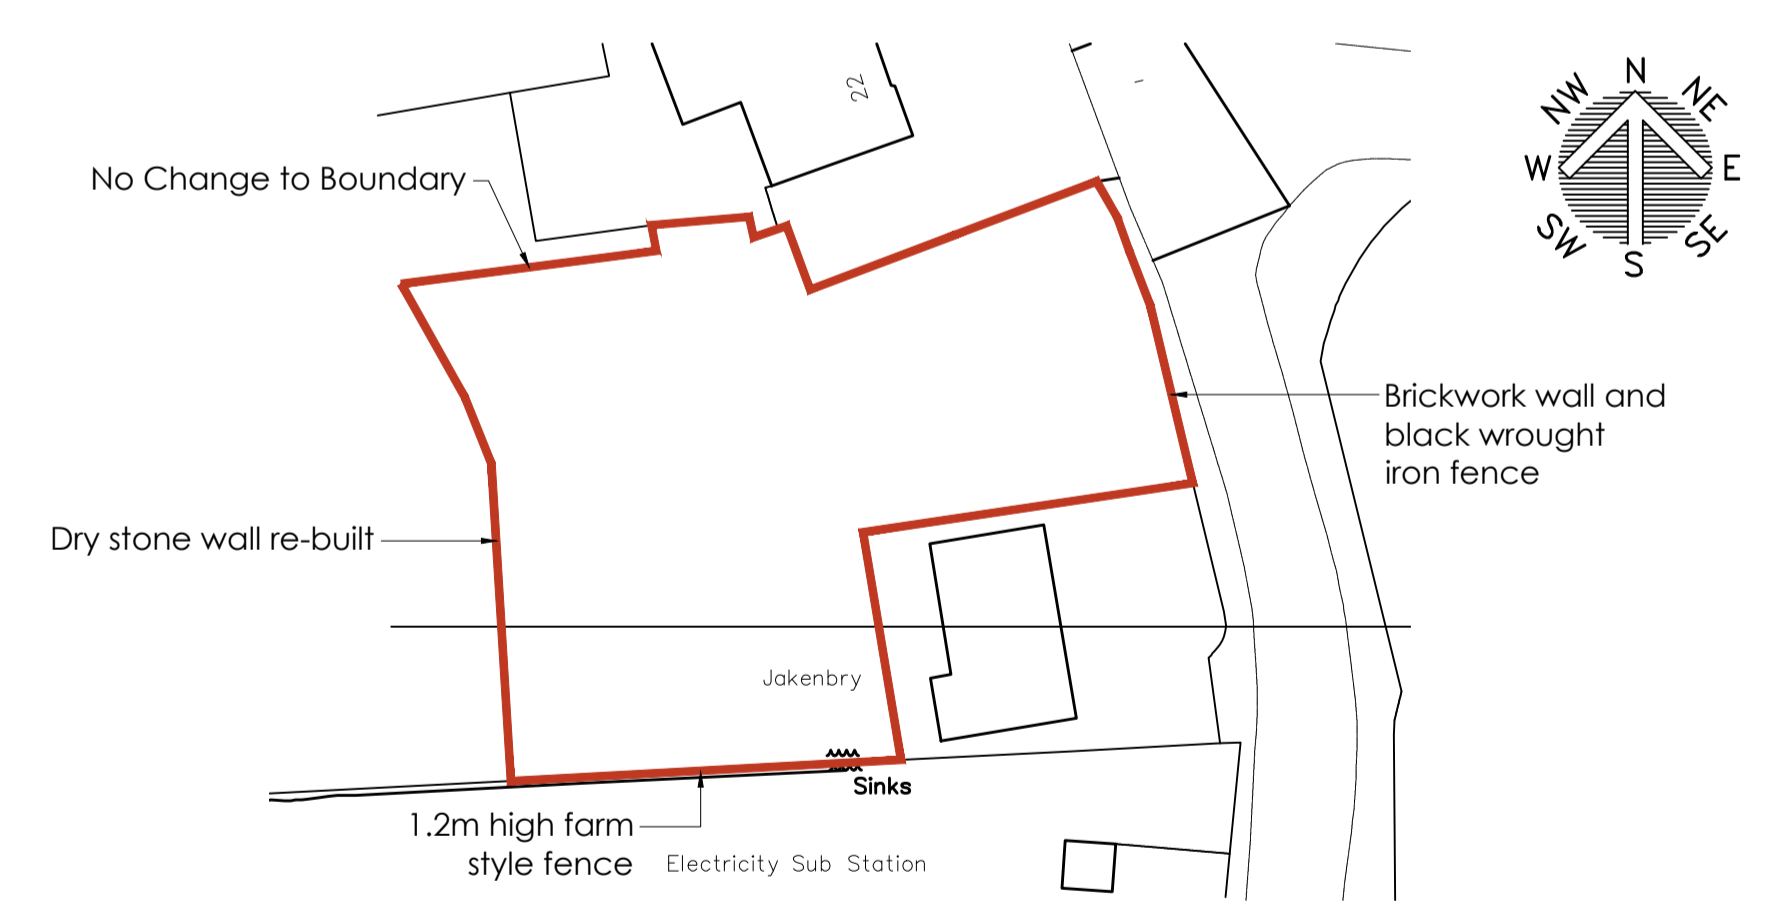 22
N
NW
NE
W
E
SW
SE
S
No Change to Boundary
Brickwork wall and
black wrought
iron fence
Dry stone wall re-built
Jakenbry
Sinks
1.2m high farm
style fence
Electricity Sub Station